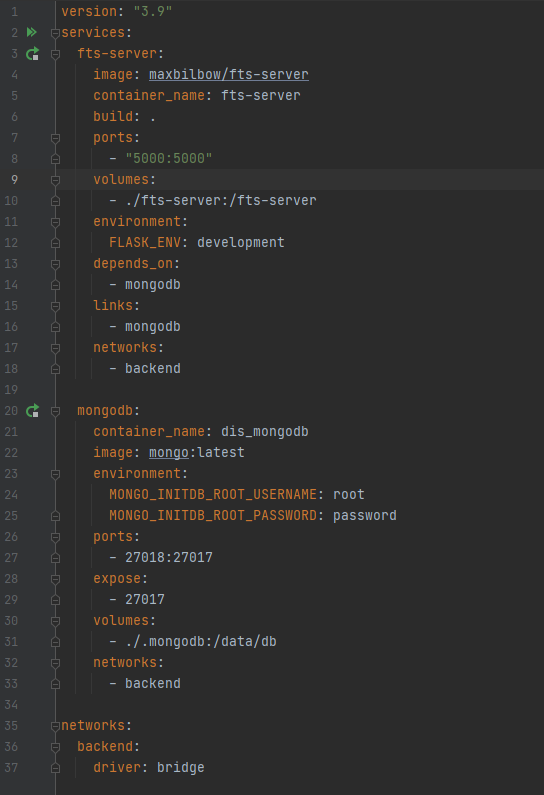 1 version: "3.9"
2 services:
3   fts-server:
4     image: maxbilbow/fts-server
5     container_name: fts-server
6     build: .
7     ports:
8       - "5000:5000"
9     volumes:
10       - ./fts-server:/fts-server
11     environment:
12       FLASK_ENV: development
13     depends_on:
14       - mongodb
15     links:
16       - mongodb
17     networks:
18       - backend
19
20   mongodb:
21     container_name: dis_mongodb
22     image: mongo:latest
23     environment:
24       MONGO_INITDB_ROOT_USERNAME: root
25       MONGO_INITDB_ROOT_PASSWORD: password
26     ports:
27       - 27018:27017
28     expose:
29       - 27017
30     volumes:
31       - ./.mongodb:/data/db
32     networks:
33       - backend
34
35 networks:
36   backend:
37     driver: bridge